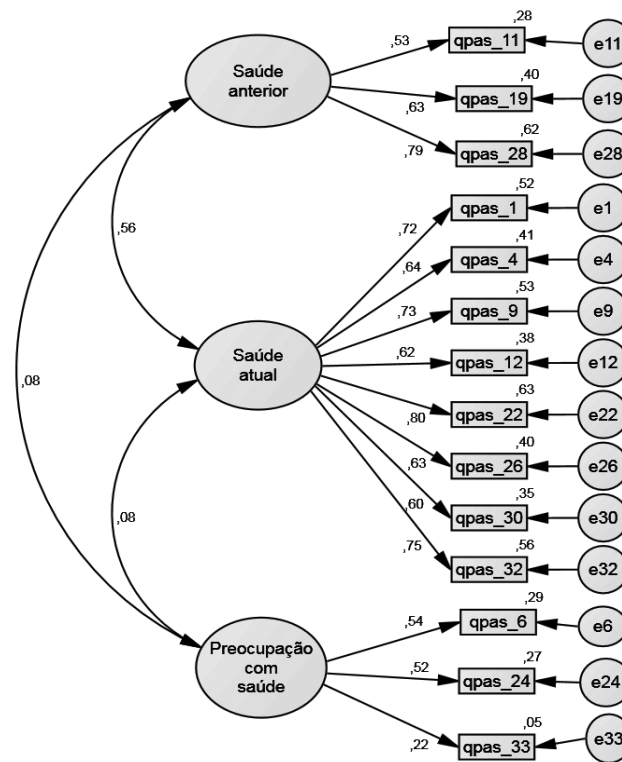 ,28
,53
qpas_11
e11
Saúde
anterior
,40
,63
qpas_19
e19
,62
,79
qpas_28
e28
,52
,72
qpas_1
e1
,56
,41
,64
qpas_4
e4
,53
,73
qpas_9
e9
Saúde
atual
,38
,62
qpas_12
e12
,08
,63
,80
qpas_22
e22
,40
,63
qpas_26
e26
,35
,60
qpas_30
e30
,08
,56
,75
qpas_32
e32
,29
,54
qpas_6
e6
Preocupação
com
saúde
,27
,52
qpas_24
e24
,05
,22
qpas_33
e33